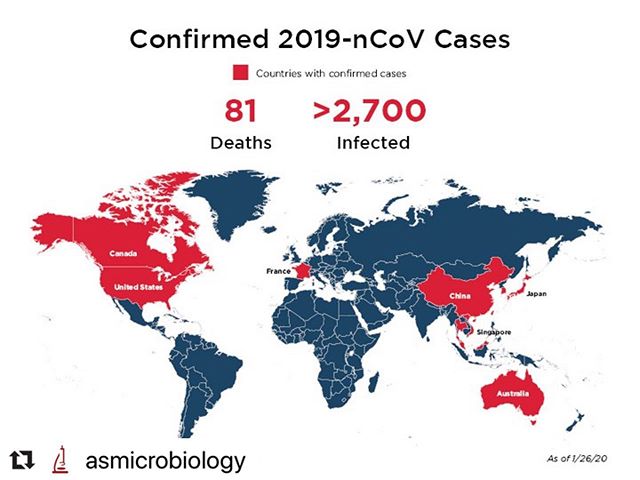 Confirmed 2019-nCoV Cases
Countries with confirmed cases
81 >2,700
Deaths Infected
Canada
France
United States
China
Japan
Singapore
Australia
asmicrobiology
As of 1/26/20